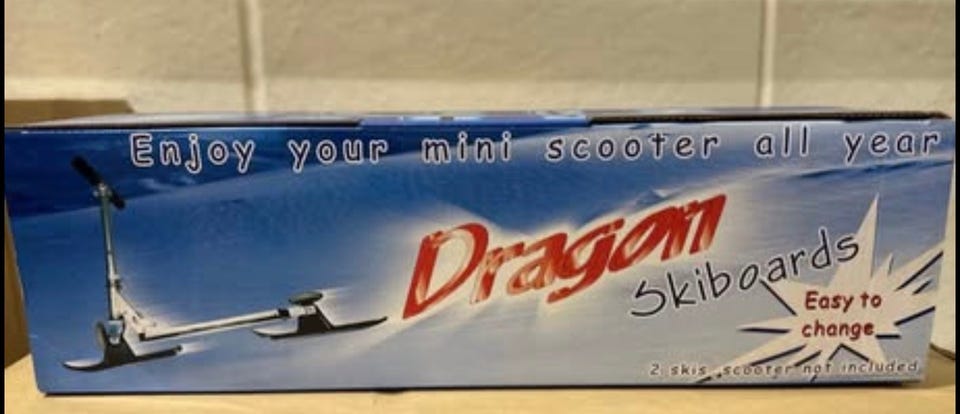 Enjoy your mini scooter all year
Dragon
Skiboards
Easy to
change
2 skis, scooter not included